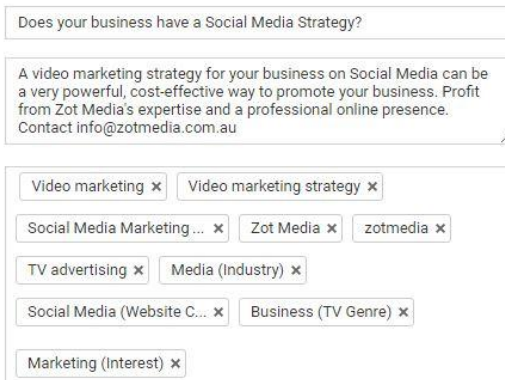 Does your business have a Social Media Strategy?
A video marketing strategy for your business on Social Media can be
a very powerful, cost-effective way to promote your business. Profit
from Zot Media's expertise and a professional online presence.
Contact info@zotmedia.com.au
Video marketing × Video marketing strategy ×
Social Media Marketing ... × Zot Media × zotmedia ×
TV advertising × Media (Industry) ×
Social Media (Website C... × Business (TV Genre) ×
Marketing (Interest) ×